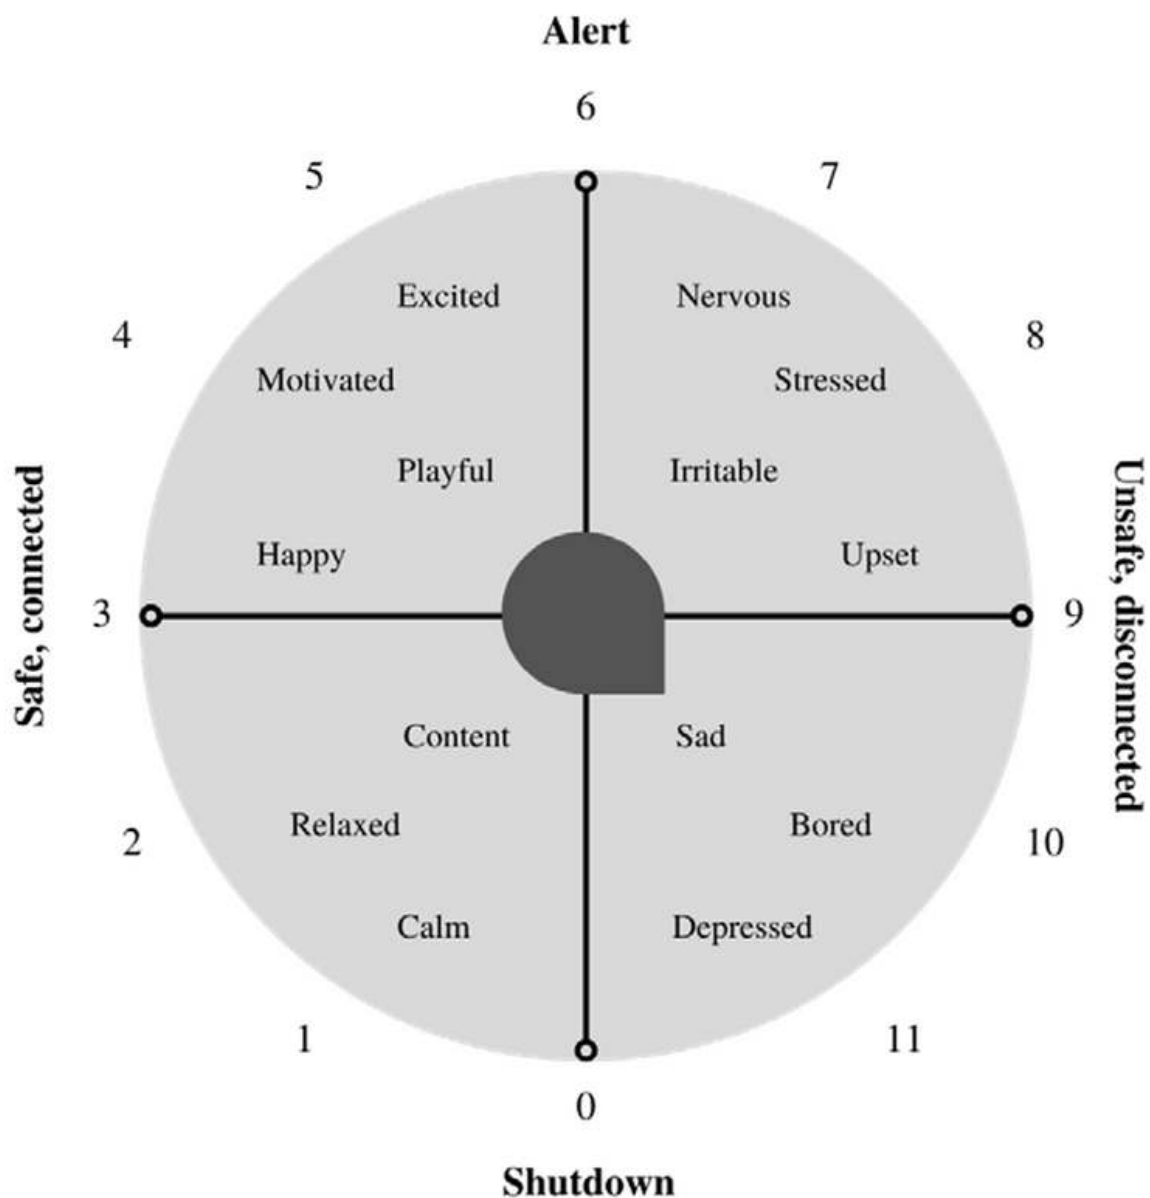 Alert
6
5
7
Excited
Nervous
4
8
Motivated
Stressed
Playful
Irritable
Safe, connected
Unsafe, disconnected
Happy
Upset
3
9
Content
Sad
Relaxed
Bored
2
10
Calm
Depressed
1
11
0
Shutdown